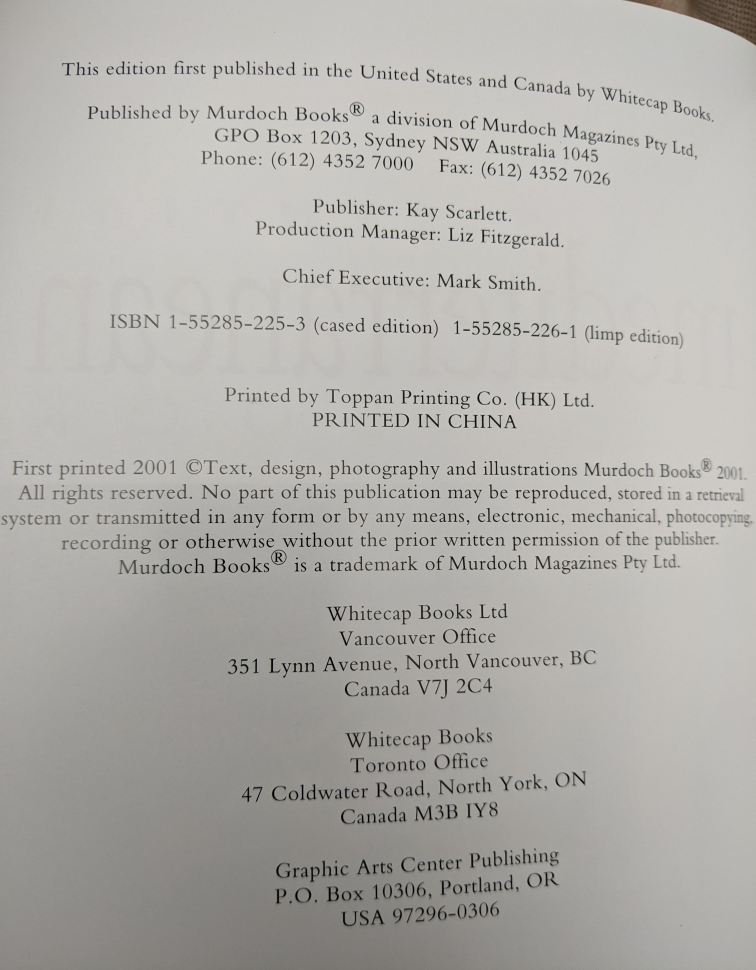 This edition first published in the United States and Canada by Whitecap Books.
Published by Murdoch Books® a division of Murdoch Magazines Pty Ltd,
GPO Box 1203, Sydney NSW Australia 1045
Phone: (612) 4352 7000 Fax: (612) 4352 7026
Publisher: Kay Scarlett.
Production Manager: Liz Fitzgerald.
Chief Executive: Mark Smith.
ISBN 1-55285-225-3 (cased edition) 1-55285-226-1 (limp edition)
Printed by Toppan Printing Co. (HK) Ltd.
PRINTED IN CHINA
First printed 2001 ©Text, design, photography and illustrations Murdoch Books® 2001.
All rights reserved. No part of this publication may be reproduced, stored in a retrieval
system or transmitted in any form or by any means, electronic, mechanical, photocopying,
recording or otherwise without the prior written permission of the publisher.
Murdoch Books® is a trademark of Murdoch Magazines Pty Ltd.
Whitecap Books Ltd
Vancouver Office
351 Lynn Avenue, North Vancouver, BC
Canada V7J 2C4
Whitecap Books
Toronto Office
47 Coldwater Road, North York, ON
Canada M3B IY8
Graphic Arts Center Publishing
P.O. Box 10306, Portland, OR
USA 97296-0306